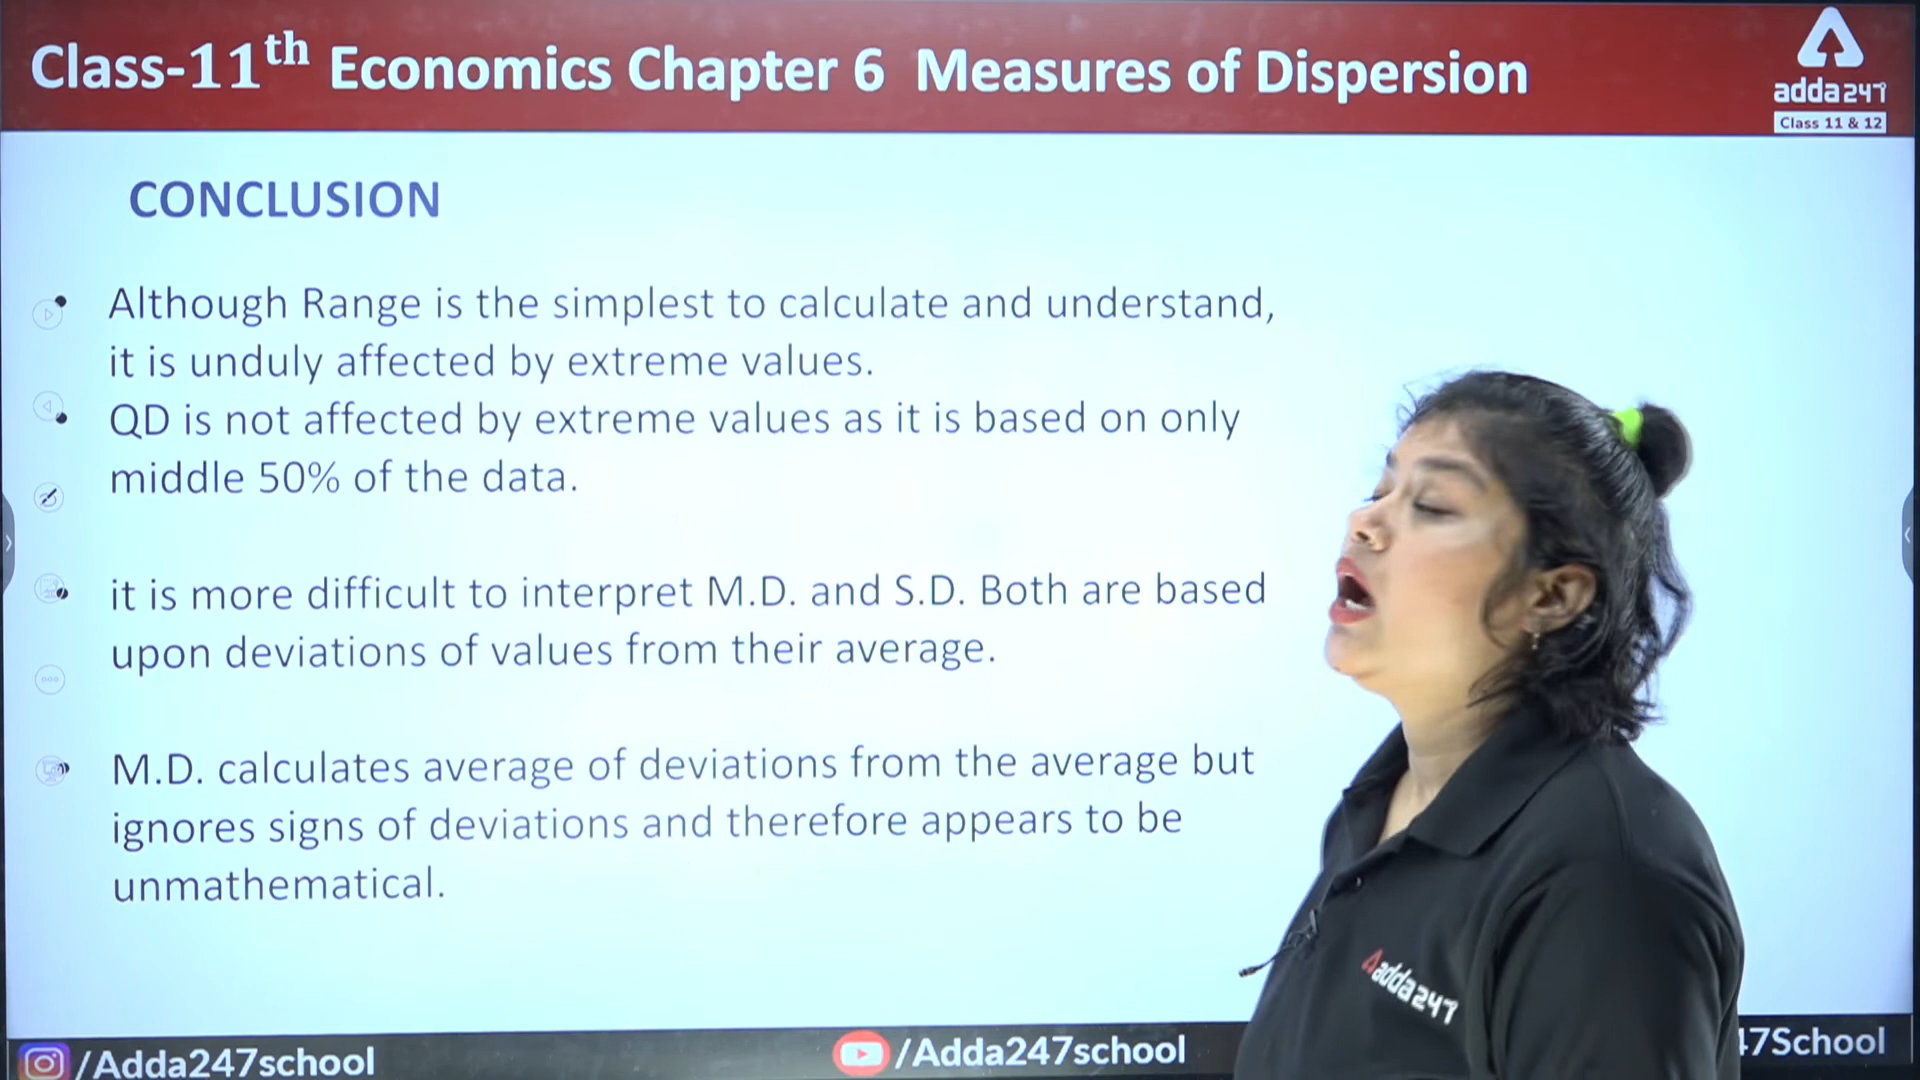 Class-11th Economics Chapter 6 Measures of Dispersion
adda247
Class 11 & 12
CONCLUSION
• Although Range is the simplest to calculate and understand,
it is unduly affected by extreme values.
• QD is not affected by extreme values as it is based on only
middle 50% of the data.
• it is more difficult to interpret M.D. and S.D. Both are based
upon deviations of values from their average.
• M.D. calculates average of deviations from the average but
ignores signs of deviations and therefore appears to be
unmathematical.
adda247
/Adda247school
/Adda247school
47School